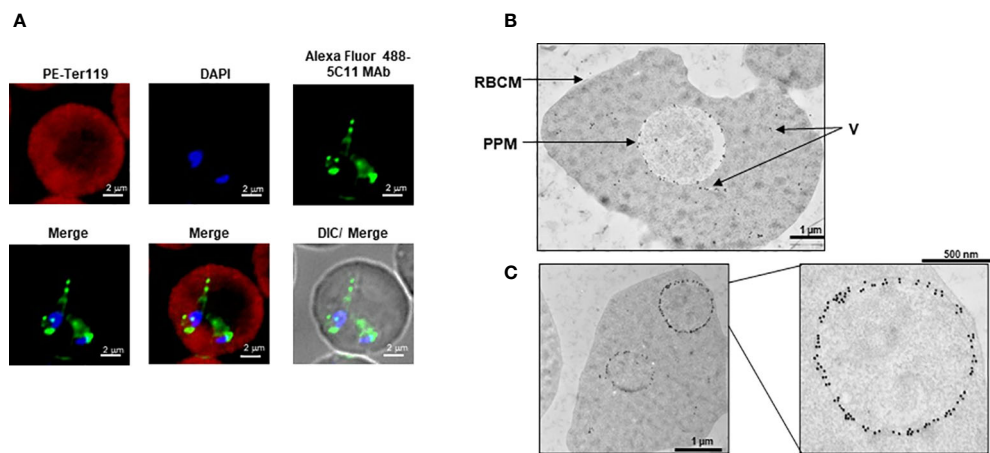 A
PE-Ter119
DAPI
Alexa Fluor 488-
5C11 MAb
2 µm
2 µm
2 µm
Merge
Merge
DIC/ Merge
2 µm
2 µm
2 µm
B
RBCM
PPM
V
1 µm
C
500 nm
1 µm